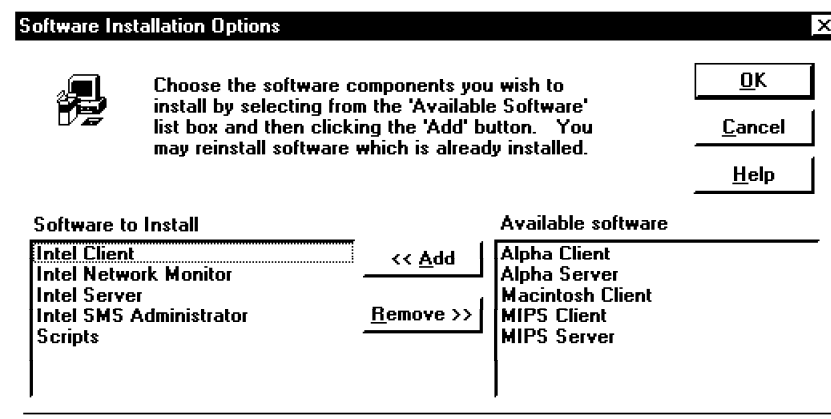 Software Installation Options
Choose the software components you wish to
install by selecting from the 'Available Software'
list box and then clicking the 'Add' button. You
may reinstall software which is already installed.
OK
Cancel
Help
Software to Install
Intel Client
Intel Network Monitor
Intel Server
Intel SMS Administrator
Scripts
<< Add
Remove >>
Available software
Alpha Client
Alpha Server
Macintosh Client
MIPS Client
MIPS Server